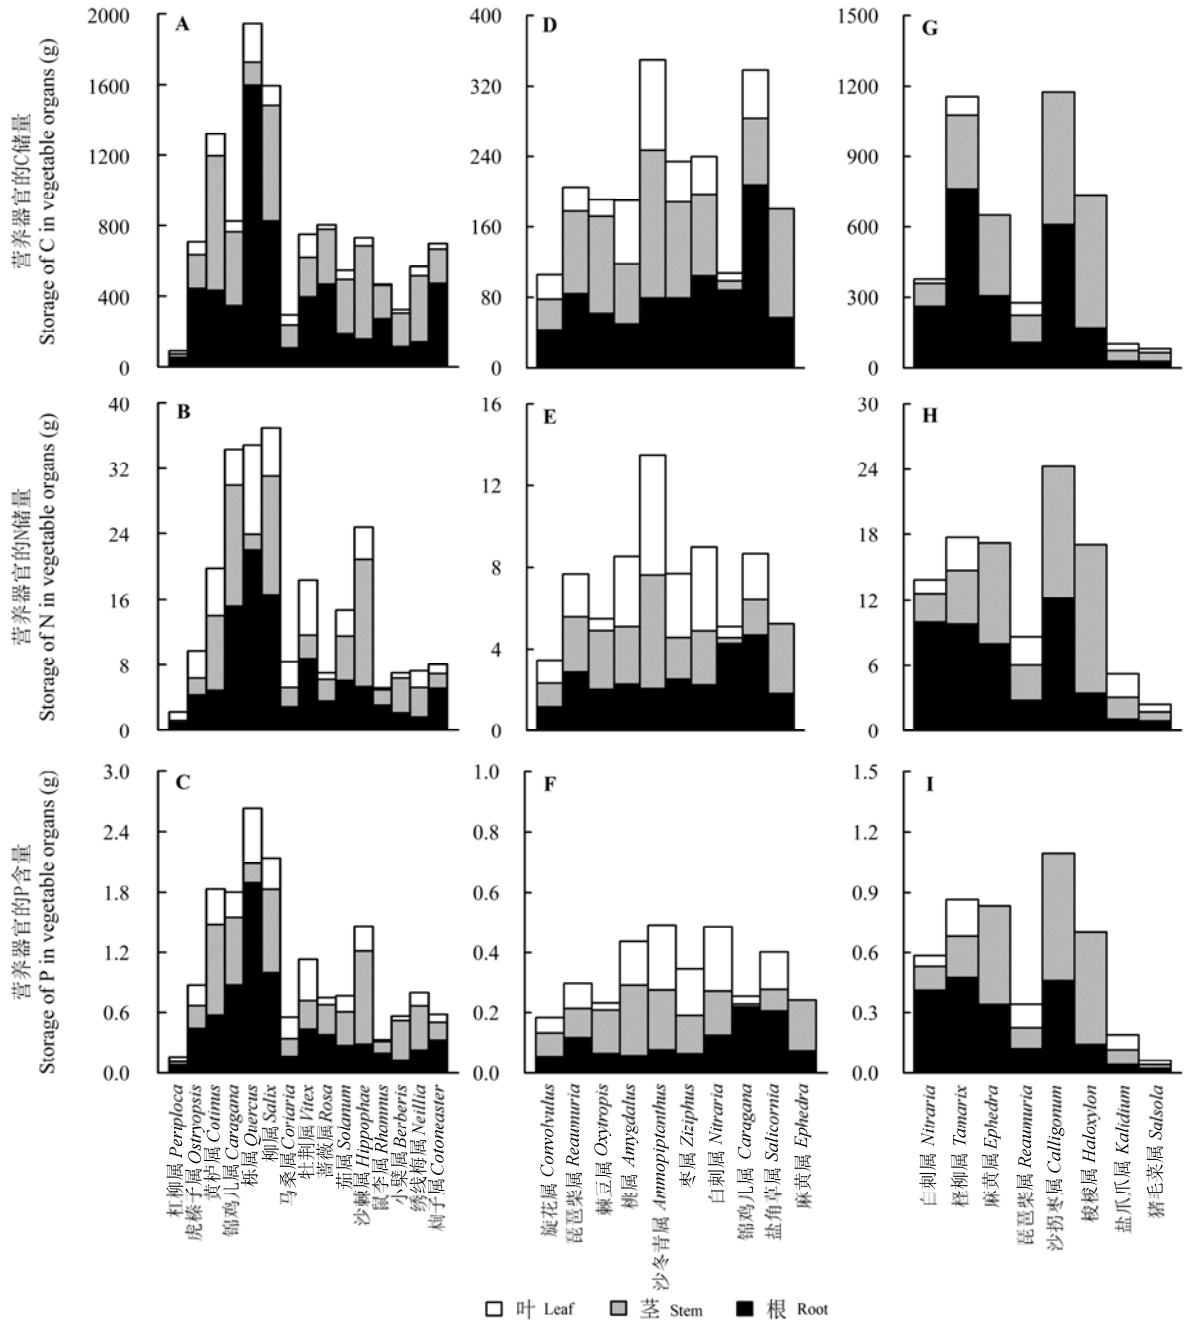 营养器官的C储量
Storage of C in vegetable organs (g)
A
2000
1600
1200
800
400
0
D
400
320
240
160
80
0
G
1500
1200
900
600
300
0
营养器官的N储量
Storage of N in vegetable organs (g)
B
40
32
24
16
8
0
E
16
12
8
4
0
H
30
24
18
12
6
0
营养器官的P含量
Storage of P in vegetable organs (g)
C
3.0
2.4
1.8
1.2
0.6
0.0
F
1.0
0.8
0.6
0.4
0.2
0.0
I
1.5
1.2
0.9
0.6
0.3
0.0
杠柳属 Periploca
虎榛子属 Ostryopsis
黄栌属 Cotinus
锦鸡儿属 Caragana
栎属 Quercus
柳属 Salix
马桑属 Coriaria
牡荆属 Vitex
蔷薇属 Rosa
茄属 Solanum
沙棘属 Hippophae
鼠李属 Rhamnus
小檗属 Berberis
绣线梅属 Neillia
栒子属 Cotoneaster
旋花属 Convolvulus
琵琶柴属 Reaumuria
棘豆属 Oxytropis
桃属 Amygdalus
沙冬青属 Ammopiptanthus
枣属 Ziziphus
白刺属 Nitraria
锦鸡儿属 Caragana
盐角草属 Salicornia
麻黄属 Ephedra
白刺属 Nitraria
柽柳属 Tamarix
麻黄属 Ephedra
琵琶柴属 Reaumuria
沙拐枣属 Calligonum
梭梭属 Haloxylon
盐爪爪属 Kalidium
猪毛菜属 Salsola
叶 Leaf 茎 Stem 根 Root